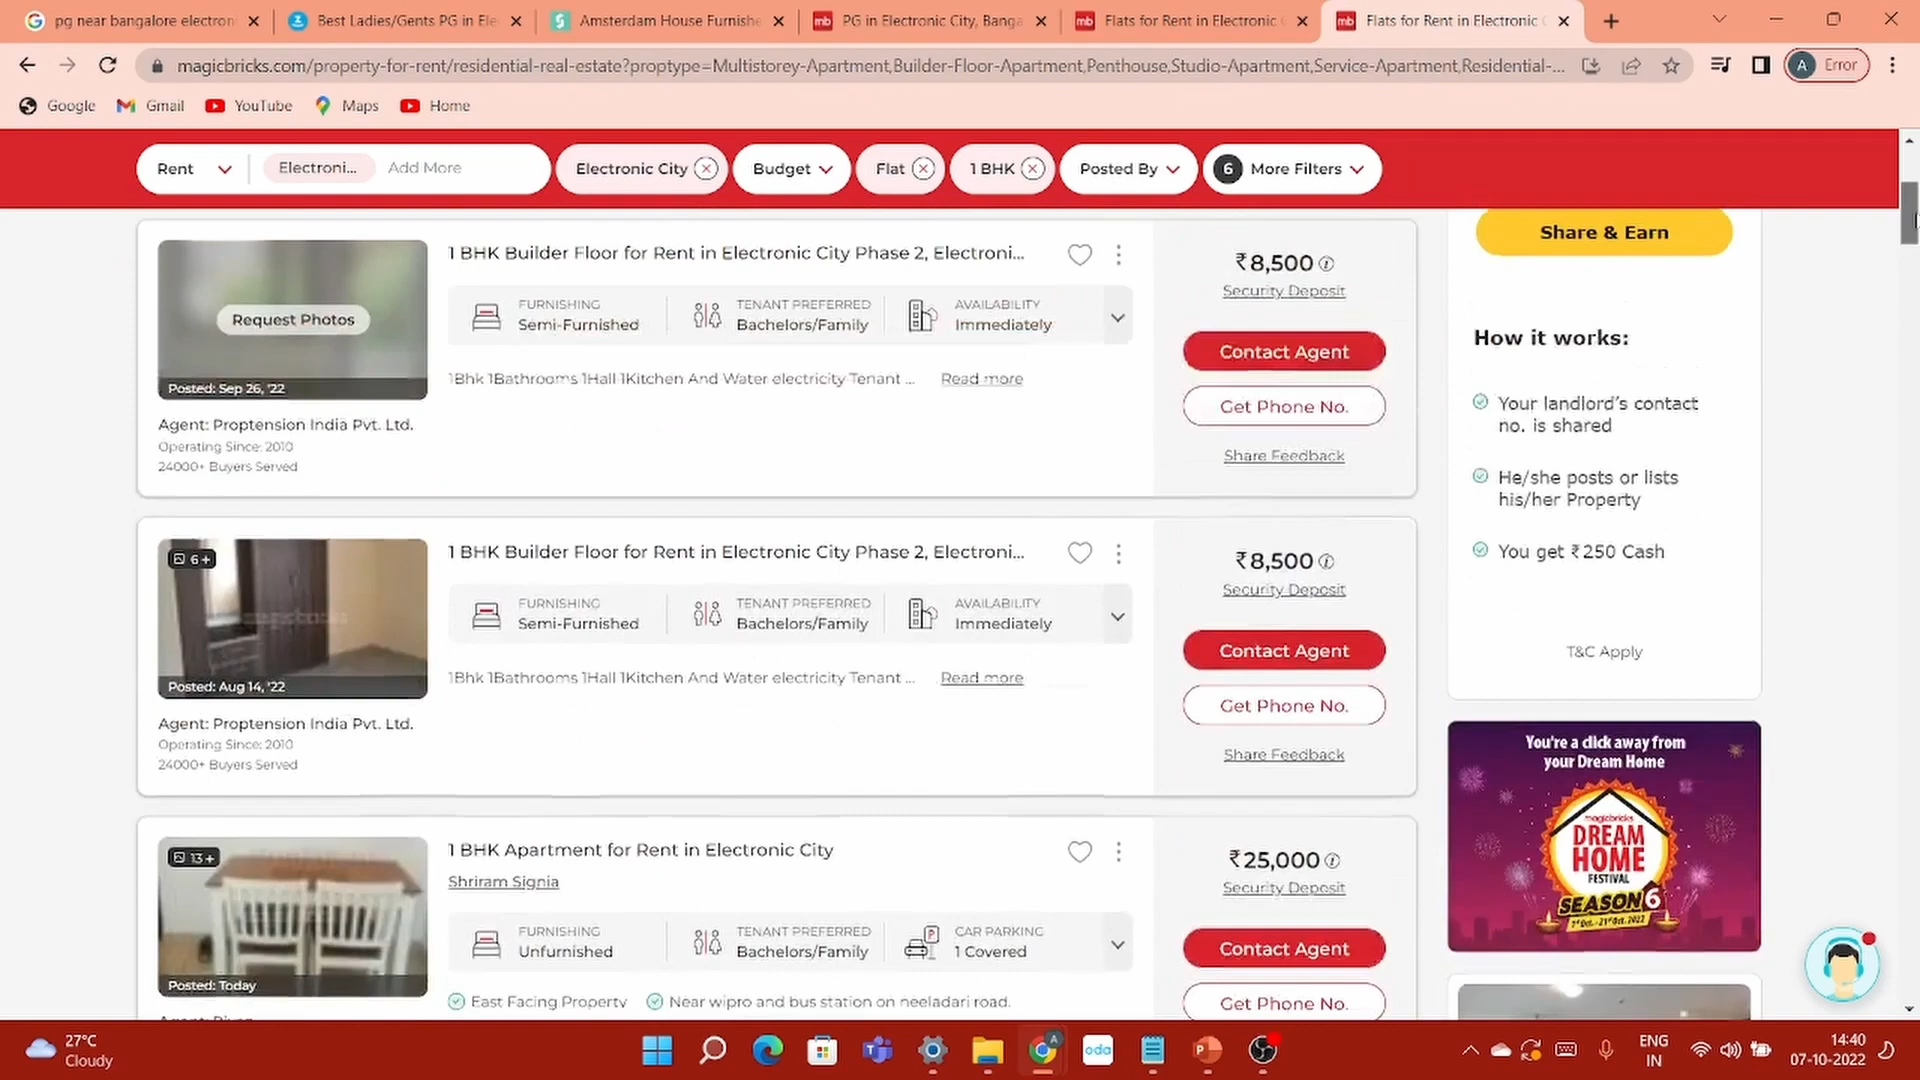 pg near bangalore electron
Best Ladies/Gents PG in Ele
Amsterdam House Furnishe
PG in Electronic City, Banga
Flats for Rent in Electronic C
Flats for Rent in Electronic C
magicbricks.com/property-for-rent/residential-real-estate?proptype=Multistorey-Apartment,Builder-Floor-Apartment,Penthouse,Studio-Apartment,Service-Apartment,Residential-...
A Error
Google Gmail YouTube Maps Home
Rent Electroni... Add More Electronic City Budget Flat 1 BHK Posted By 6 More Filters
Request Photos
Posted: Sep 26, '22
Agent: Proptension India Pvt. Ltd.
Operating Since: 2010
24000+ Buyers Served
1 BHK Builder Floor for Rent in Electronic City Phase 2, Electroni...
FURNISHING
Semi-Furnished
TENANT PREFERRED
Bachelors/Family
AVAILABILITY
Immediately
1Bhk 1Bathrooms 1Hall 1Kitchen And Water electricity Tenant ... Read more
₹8,500
Security Deposit
Contact Agent
Get Phone No.
Share Feedback
6+
Posted: Aug 14, '22
Agent: Proptension India Pvt. Ltd.
Operating Since: 2010
24000+ Buyers Served
1 BHK Builder Floor for Rent in Electronic City Phase 2, Electroni...
FURNISHING
Semi-Furnished
TENANT PREFERRED
Bachelors/Family
AVAILABILITY
Immediately
1Bhk 1Bathrooms 1Hall 1Kitchen And Water electricity Tenant ... Read more
₹8,500
Security Deposit
Contact Agent
Get Phone No.
Share Feedback
13+
Posted: Today
1 BHK Apartment for Rent in Electronic City
Shriram Signia
FURNISHING
Unfurnished
TENANT PREFERRED
Bachelors/Family
CAR PARKING
1 Covered
East Facing Property Near wipro and bus station on neeladari road.
₹25,000
Security Deposit
Contact Agent
Get Phone No.
Share & Earn
How it works:
Your landlord's contact
no. is shared
He/she posts or lists
his/her Property
You get ₹250 Cash
T&C Apply
You're a click away from
your Dream Home
magicbricks
DREAM
HOME
FESTIVAL
SEASON 6
1st Oct. - 21st Oct. 2022
27°C
Cloudy
oda
ENG
IN
14:40
07-10-2022